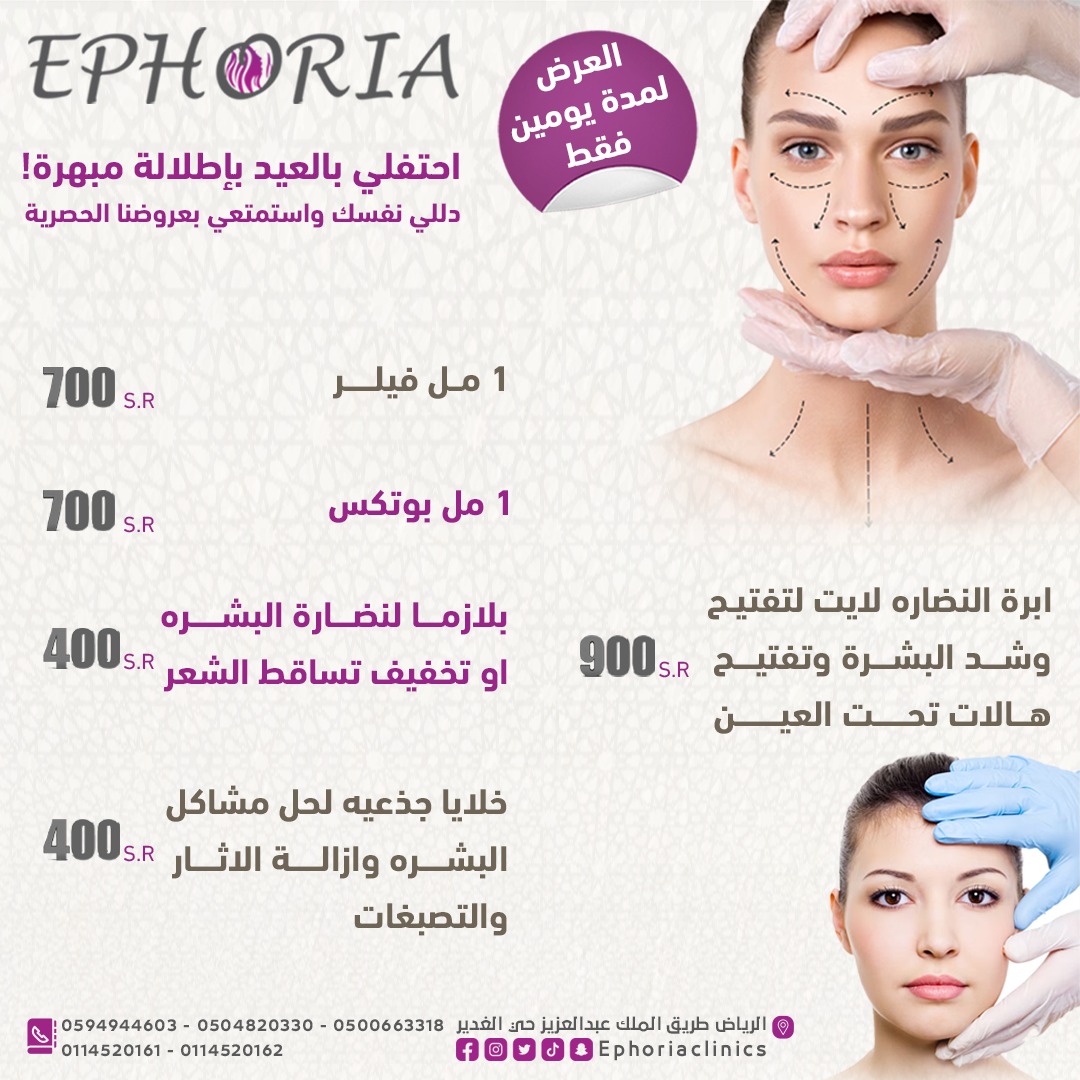 EPHORIA
العرض
لمدة يومين
فقط
احتفلي بالعيد بإطلالة مبهرة!
دللي نفسك واستمتعي بعروضنا الحصرية
1 مل فيلر
700 S.R
1 مل بوتكس
700 S.R
بلازما لنضارة البشره
او تخفيف تساقط الشعر
400 S.R
ابرة النضاره لايت لتفتيح
وشد البشرة وتفتيح
هالات تحت العين
900 S.R
خلايا جذعيه لحل مشاكل
البشره وازالة الاثار
والتصبغات
400 S.R
الرياض طريق الملك عبدالعزيز حي الغدير
0594944603 - 0504820330 - 0500663318
Ephoriaclinics
0114520161 - 0114520162